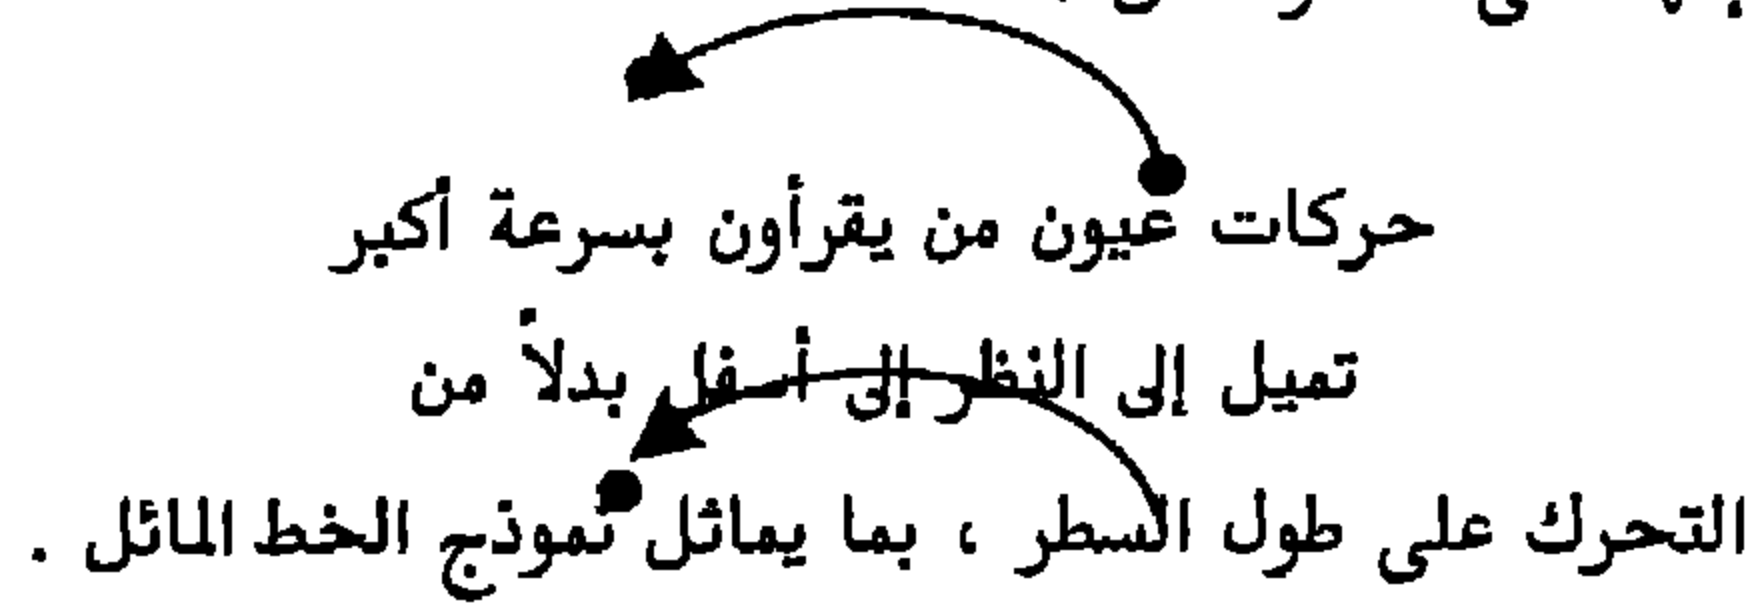 حركات عيون من يقرأون بسرعة أكبر
تميل إلى النظر إلى أسفل بدلاً من
التحرك على طول السطر ، بما يماثل نموذج الخط المائل .